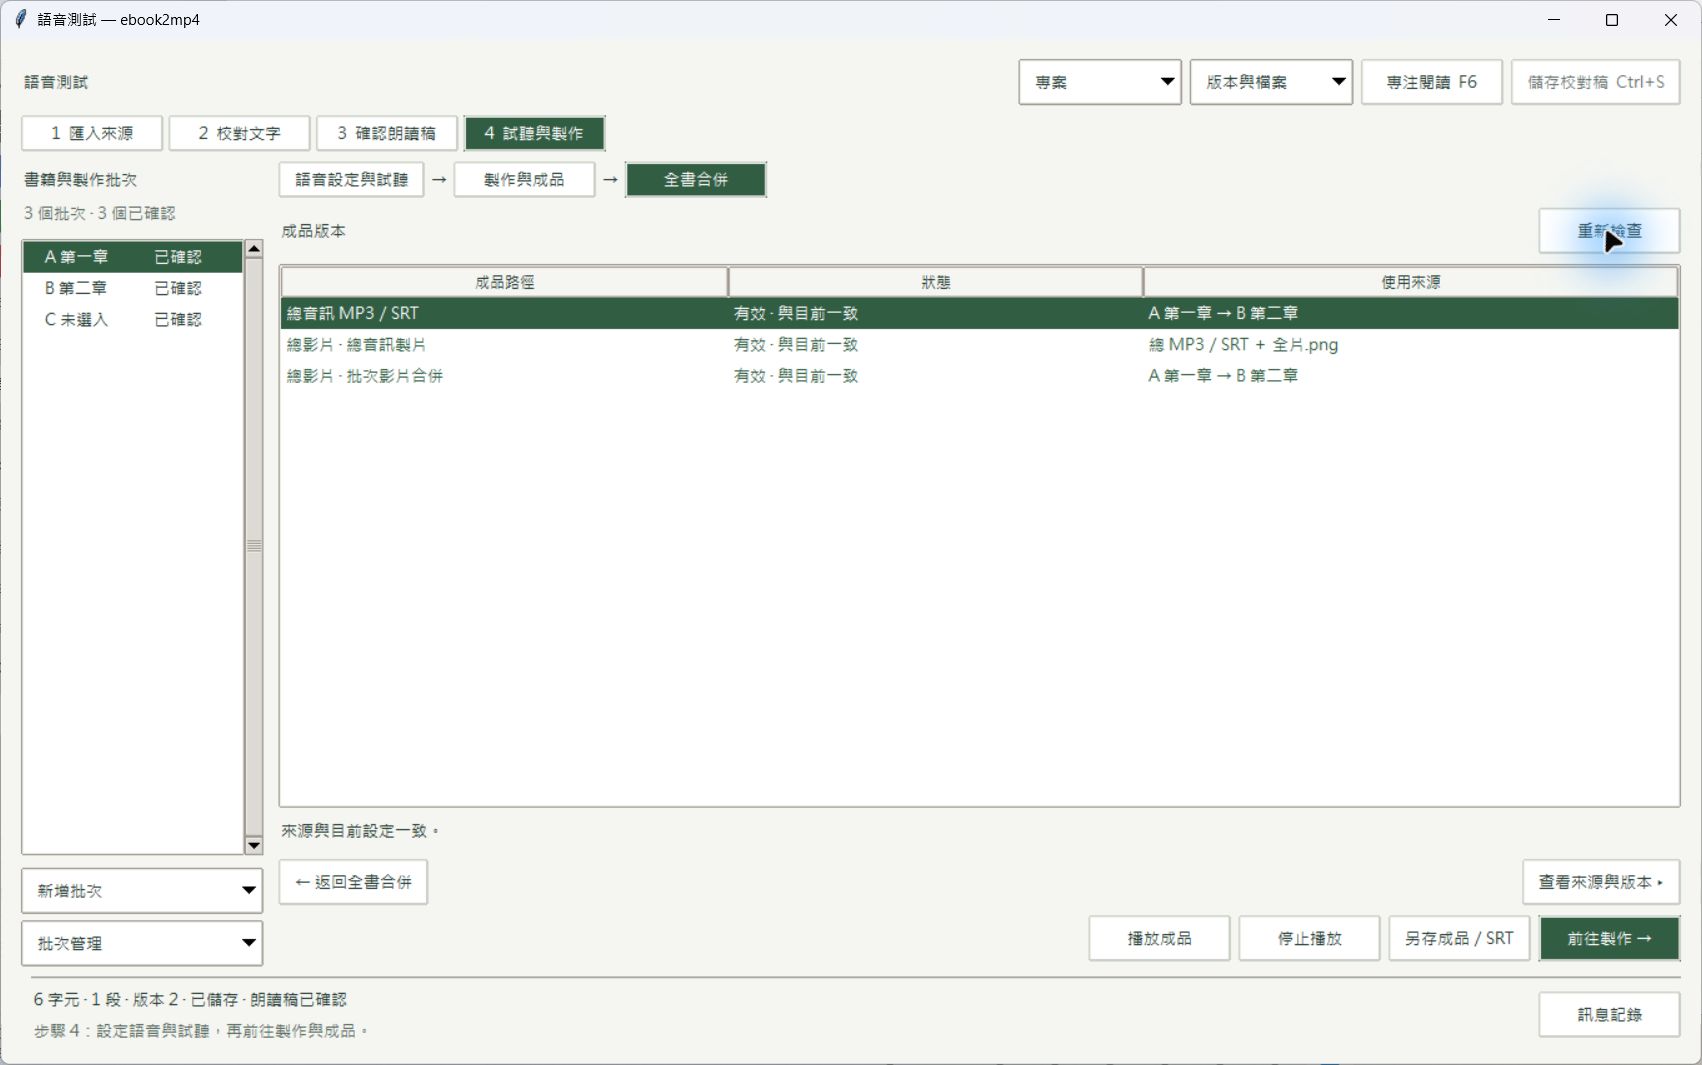 語音測試 — ebook2mp4
語音測試
專案
版本與檔案
專注閱讀 F6
儲存校對稿 Ctrl+S
1 匯入來源
2 校對文字
3 確認朗讀稿
4 試聽與製作
書籍與製作批次
語音設定與試聽 → 製作與成品 → 全書合併
3 個批次 · 3 個已確認
成品版本
重新檢查
A 第一章 已確認
B 第二章 已確認
C 未選入 已確認
成品路徑 狀態 使用來源
總音訊 MP3 / SRT 有效 · 與目前一致 A 第一章 → B 第二章
總影片 · 總音訊製片 有效 · 與目前一致 總 MP3 / SRT + 全片.png
總影片 · 批次影片合併 有效 · 與目前一致 A 第一章 → B 第二章
來源與目前設定一致。
新增批次
← 返回全書合併
查看來源與版本 ▸
批次管理
播放成品
停止播放
另存成品 / SRT
前往製作 →
6 字元 · 1 段 · 版本 2 · 已儲存 · 朗讀稿已確認
步驟 4：設定語音與試聽，再前往製作與成品。
訊息記錄